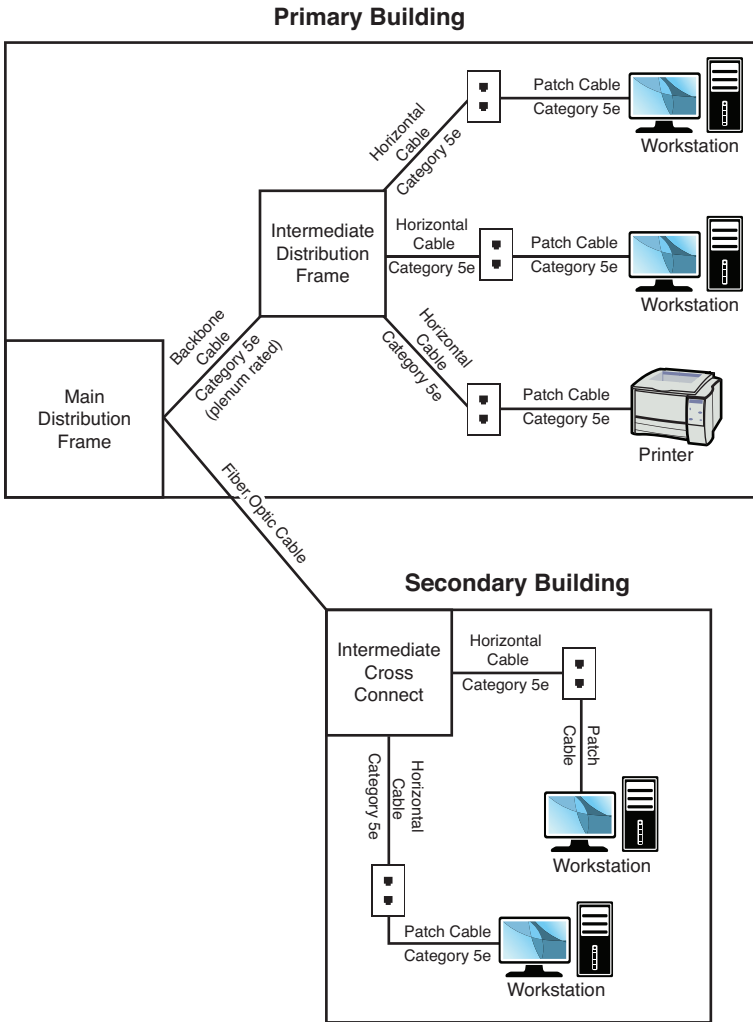 Primary Building
Patch Cable
Category 5e
Workstation
Horizontal
Cable
Category 5e
Intermediate
Distribution
Frame
Horizontal
Cable
Category 5e
Patch Cable
Category 5e
Workstation
Horizontal
Cable
Category 5e
Patch Cable
Category 5e
Printer
Backbone
Cable
Category 5e
(plenum rated)
Main
Distribution
Frame
Fiber Optic Cable
Secondary Building
Intermediate
Cross
Connect
Horizontal
Cable
Category 5e
Patch
Cable
Workstation
Horizontal
Cable
Category 5e
Patch Cable
Category 5e
Workstation